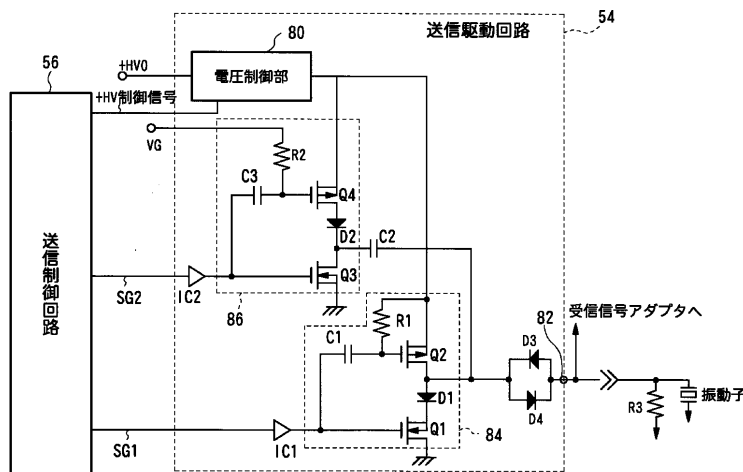 送信駆動回路
54
80
56
+HV0
電圧制御部
+HV制御信号
VG
R2
C3
Q4
D2
C2
送信制御回路
Q3
SG2
IC2
86
受信信号アダプタへ
82
R1
C1
D3
Q2
振動子
D1
D4
R3
Q1
84
SG1
IC1